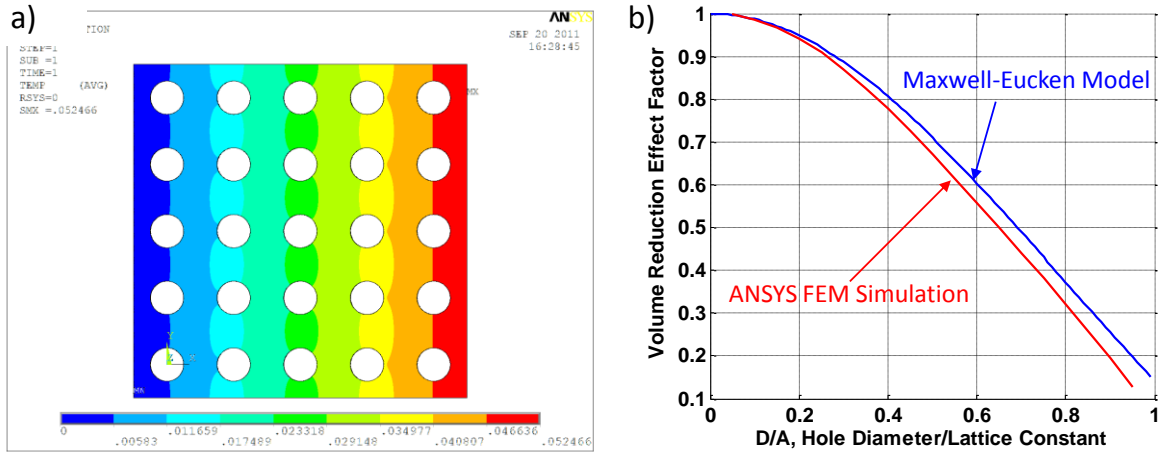 a)
ANSYS
TION
SEP 20 2011
16:28:45
STEP=1
SUB =1
TIME=1
TEMP (AVG)
RSYS=0
SMX =.052466
MX
Y
Z
MN
0 .011659 .023318 .034977 .046636
.00583 .017489 .029148 .040807 .052466
b)
Volume Reduction Effect Factor
1
0.9
0.8
0.7
0.6
0.5
0.4
0.3
0.2
0.1
Maxwell-Eucken Model
ANSYS FEM Simulation
0 0.2 0.4 0.6 0.8 1
D/A, Hole Diameter/Lattice Constant